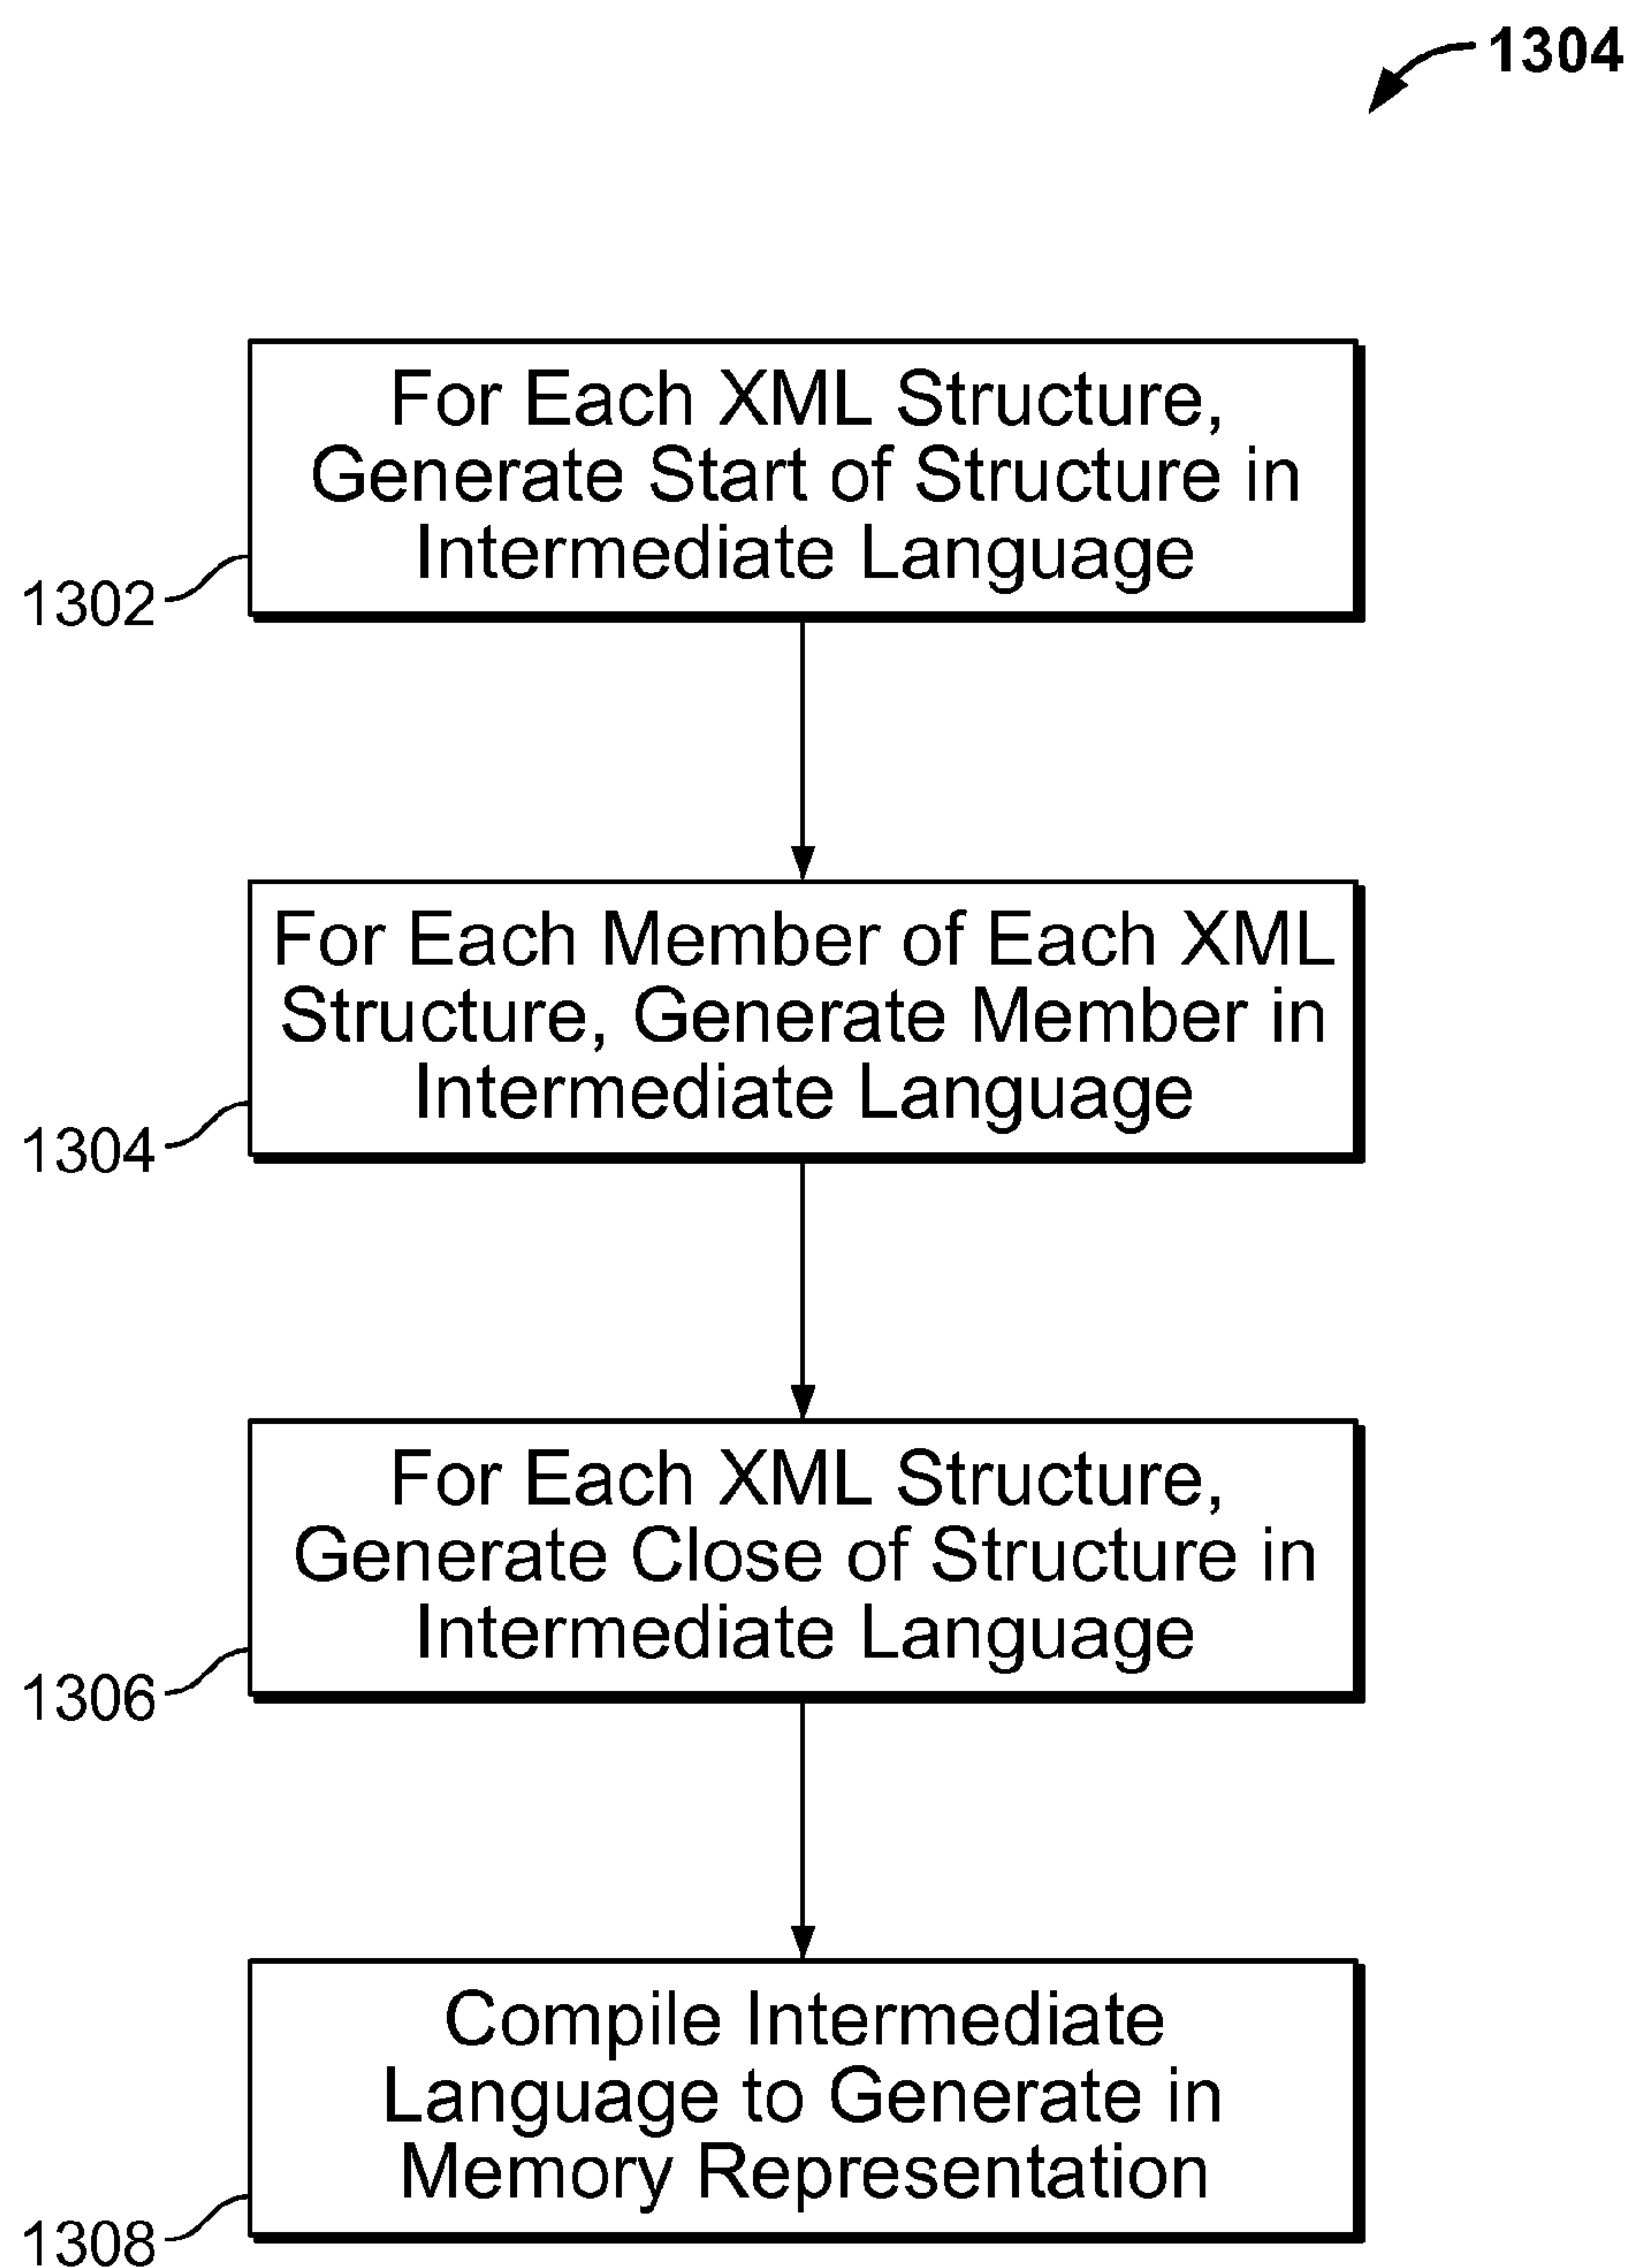 1304
For Each XML Structure,
Generate Start of Structure in
Intermediate Language
1302
For Each Member of Each XML
Structure, Generate Member in
Intermediate Language
1304
For Each XML Structure,
Generate Close of Structure in
Intermediate Language
1306
Compile Intermediate
Language to Generate in
Memory Representation
1308